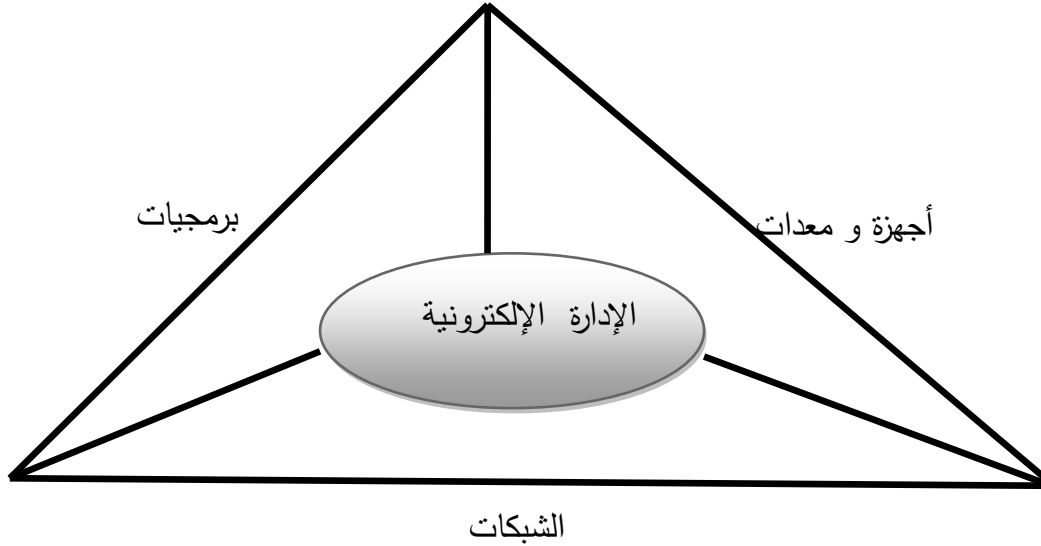 أجهزة و معدات
برمجيات
الإدارة الإلكترونية
الشبكات